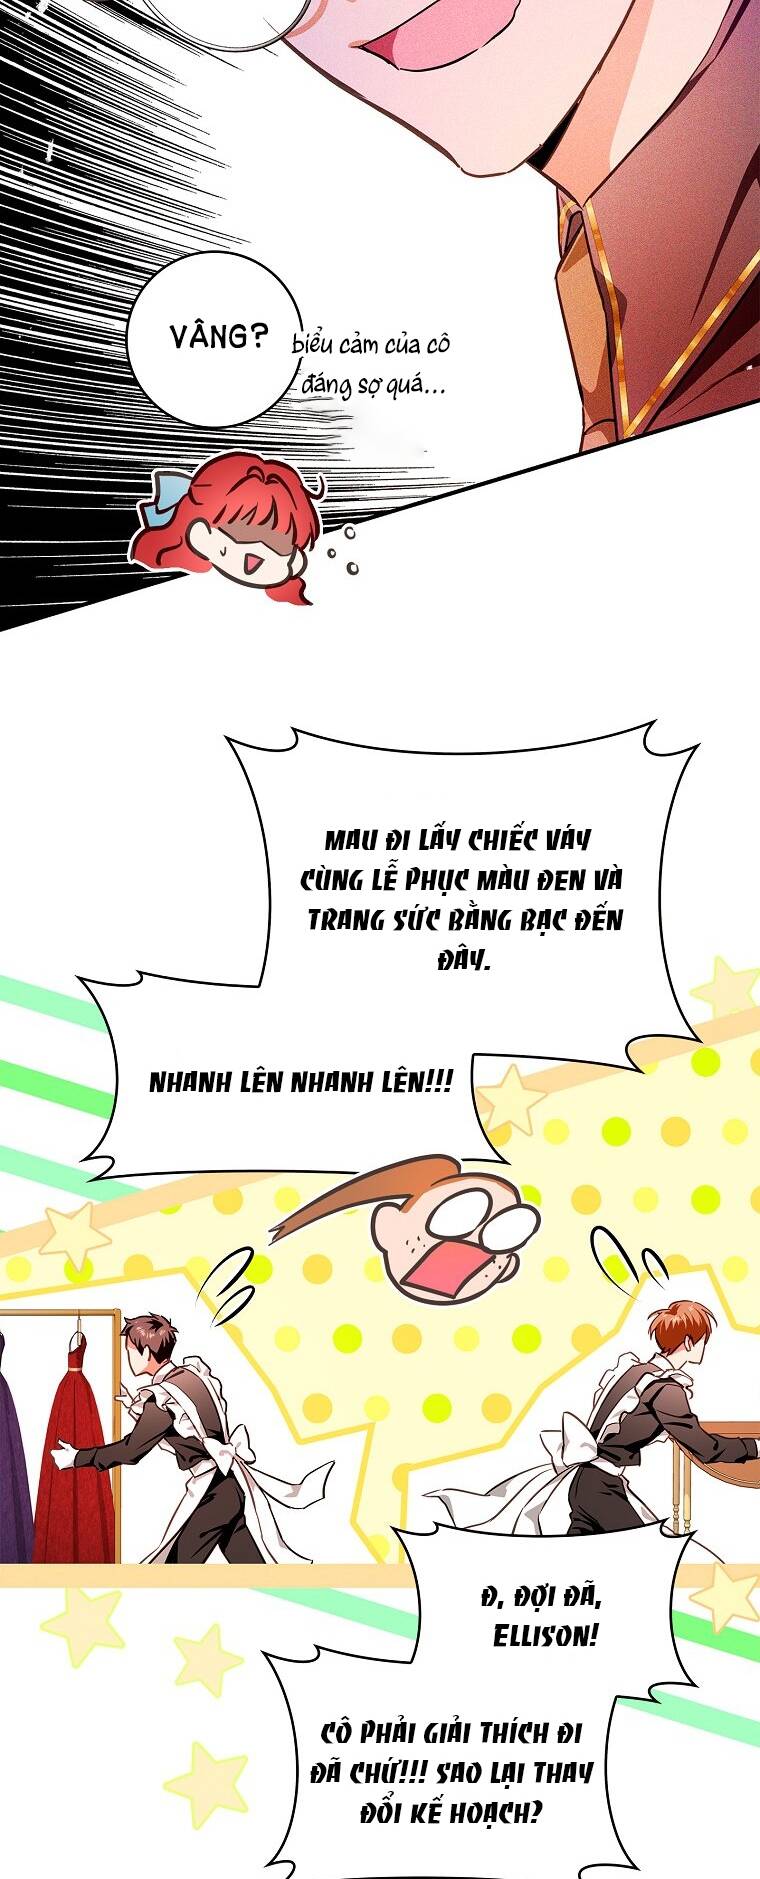 VÂNG?
biểu cảm của cô
đáng sợ quá...
MAU ĐI LẤY CHIẾC VÁY
CÙNG LỄ PHỤC MÀU ĐEN VÀ
TRANG SỨC BẰNG BẠC ĐẾN
ĐÂY.
NHANH LÊN NHANH LÊN!!!
Đ, ĐỢI ĐÃ,
ELLISON!
CÔ PHẢI GIẢI THÍCH ĐI
ĐÃ CHỨ!!! SAO LẠI THAY
ĐỔI KẾ HOẠCH?